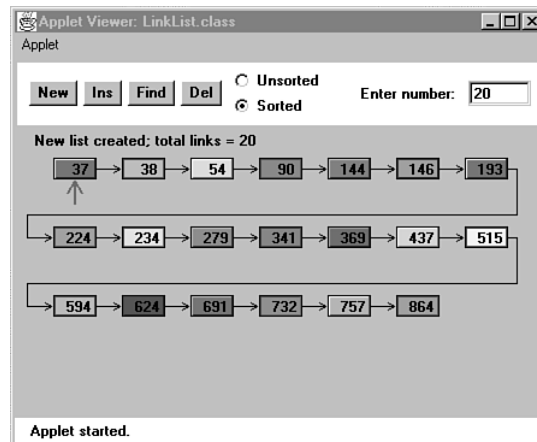 Applet Viewer: LinkList.class
Applet
New Ins Find Del Unsorted Sorted Enter number: 20
New list created; total links = 20
37 38 54 90 144 146 193
224 234 279 341 369 437 515
594 624 691 732 757 864
Applet started.